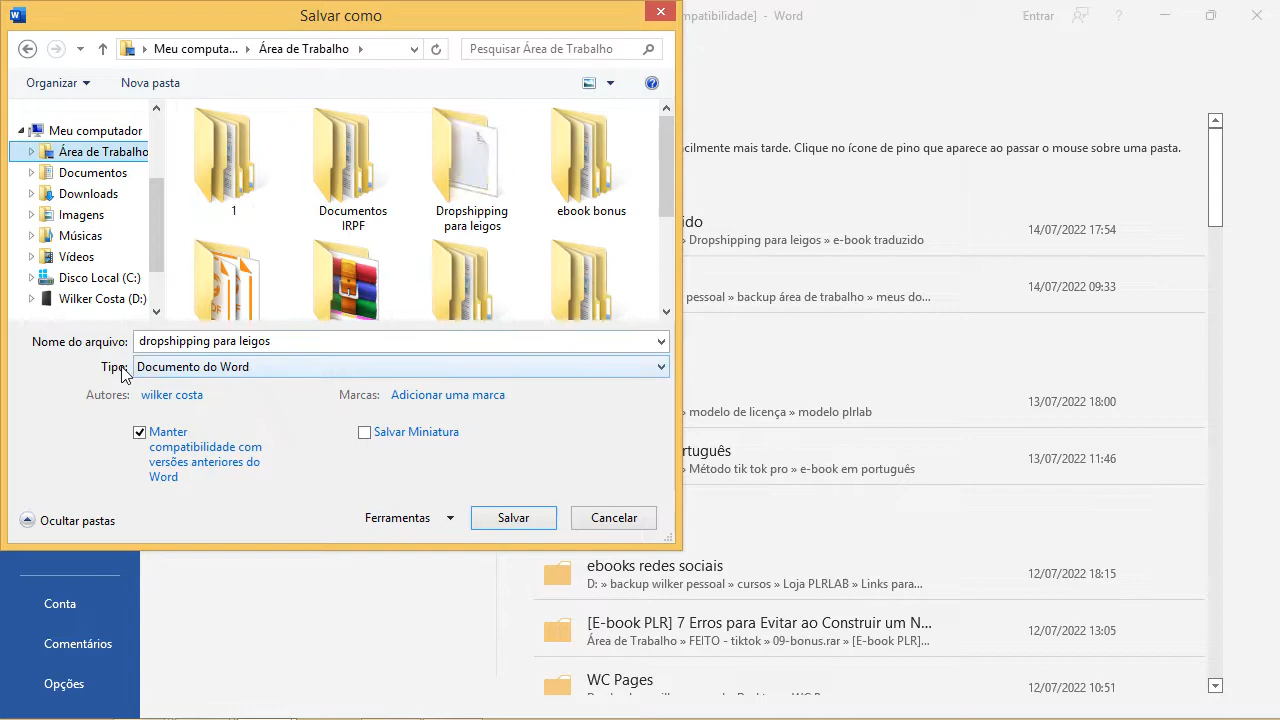 Salvar como
mpatibilidade] - Word
Entrar
?
Meu computa...
Área de Trabalho
Pesquisar Área de Trabalho
Organizar
Nova pasta
Meu computador
Área de Trabalho
Documentos
Downloads
Imagens
Músicas
Vídeos
Disco Local (C:)
Wilker Costa (D:)
1
Documentos
IRPF
Dropshipping
para leigos
ebook bonus
Nome do arquivo:
dropshipping para leigos
Tipo:
Documento do Word
Autores:
wilker costa
Marcas:
Adicionar uma marca
Manter
compatibilidade com
versões anteriores do
Word
Salvar Miniatura
Ocultar pastas
Ferramentas
Salvar
Cancelar
cilmente mais tarde. Clique no ícone de pino que aparece ao passar o mouse sobre uma pasta.
ido
» Dropshipping para leigos » e-book traduzido
14/07/2022 17:54
pessoal » backup área de trabalho » meus do...
14/07/2022 09:33
» modelo de licença » modelo plrlab
13/07/2022 18:00
rtuguês
» Método tik tok pro » e-book em português
13/07/2022 11:46
ebooks redes sociais
D: » backup wilker pessoal » cursos » Loja PLRLAB » Links para...
12/07/2022 18:15
[E-book PLR] 7 Erros para Evitar ao Construir um N...
Área de Trabalho » FEITO - tiktok » 09-bonus.rar » [E-book PLR]...
12/07/2022 13:05
WC Pages
12/07/2022 10:51
Conta
Comentários
Opções